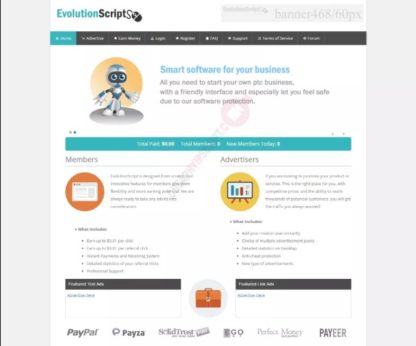 EvolutionScript
EvolutionScript
banner468/60px
Home
Advertise
Earn Money
Login
Register
FAQ
Support
Terms of Service
Forum
Smart software for your business
All you need to start your own ptc business,
with a friendly interface and especially let you feel safe
due to our software protection.
Total Paid: $0.00 Total Members: 0 New Members Today: 0
Members
EvolutionScript is designed from scratch, our
innovative features for members give more
flexibility and more earning potential. We are
always ready to take any advice into
consideration.
What Includes:
Earn up to $0.01 per click
Earn up to $0.01 per referral click
Instant Payments and Rewarding System
Detailed statistics of your referral clicks
Professional Support
Advertisers
If you are looking to promote your product or
services. This is the right place for you, with
competitive prices and the ability to reach
thousands of potential customers, you will get
the traffic you always wanted!
What Includes:
Add your creation plan instantly
Choice of multiple advertisement packs
Detailed statistics on desktop
Anti-cheat protection
New type of advertisements
Featured Text Ads
Advertise Here
Featured Link Ads
Advertise Here
PayPal
Payza
SolidTrust Pay
EGO
Perfect Money
PAYEER